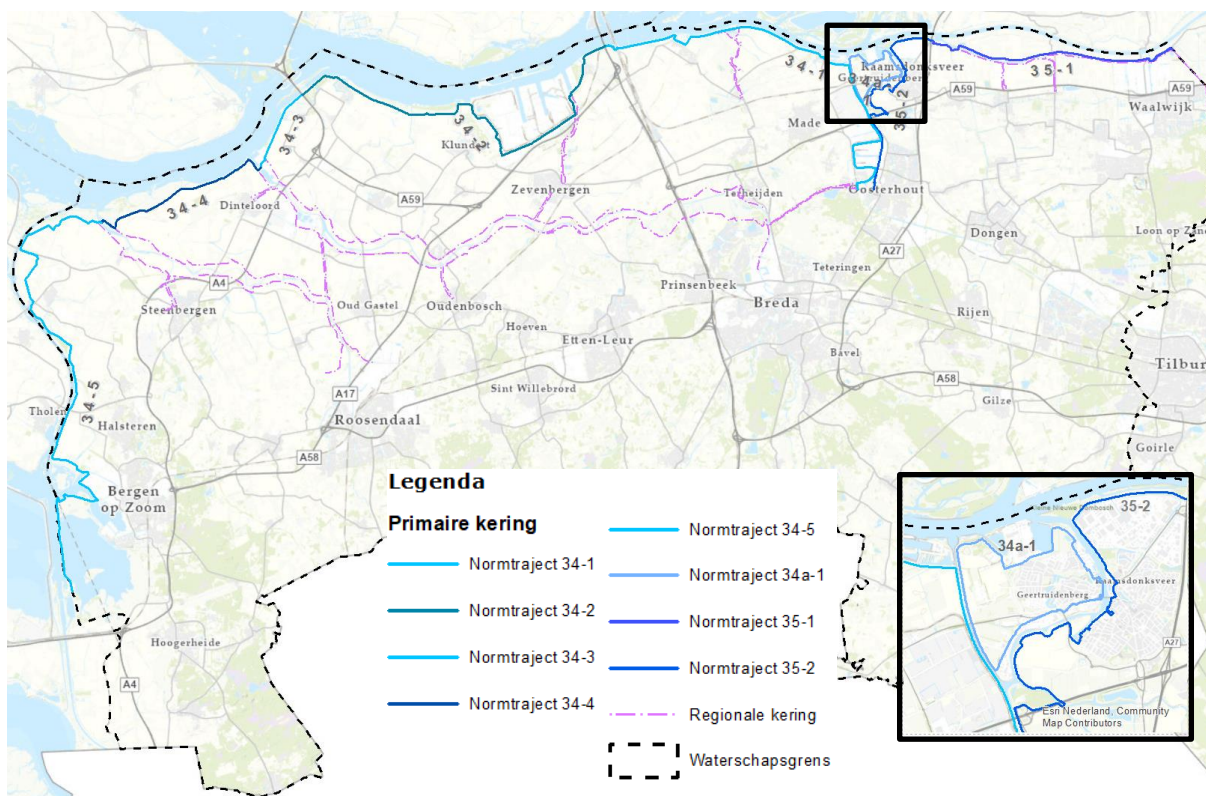 34-1
Raamsdonksveer
Geertruidenberg
34a-1
35-1
A59
Waalwijk
35-2
Made
34-3
34-2
Klundert
Zevenbergen
A59
Terheijden
Oosterhout
34-4
Dinteloord
Dongen
Loon op Zand
A27
Teteringen
A4
Prinsenbeek
Steenbergen
Oud Gastel
Oudenbosch
Breda
Rijen
Hoeven
Etten-Leur
Bavel
Tilbur
A58
34-5
A17
Sint Willebrord
Gilze
Tholen
Halsteren
Roosendaal
Goirle
A58
Bergen
op Zoom
Hoogerheide
A4
Legenda
Primaire kering
Normtraject 34-1
Normtraject 34-2
Normtraject 34-3
Normtraject 34-4
Normtraject 34-5
Normtraject 34a-1
Normtraject 35-1
Normtraject 35-2
Regionale kering
Waterschapsgrens
35-2
34a-1
Raamsdonksveer
Geertruidenberg
A27
Esri Nederland, Community
Map Contributors